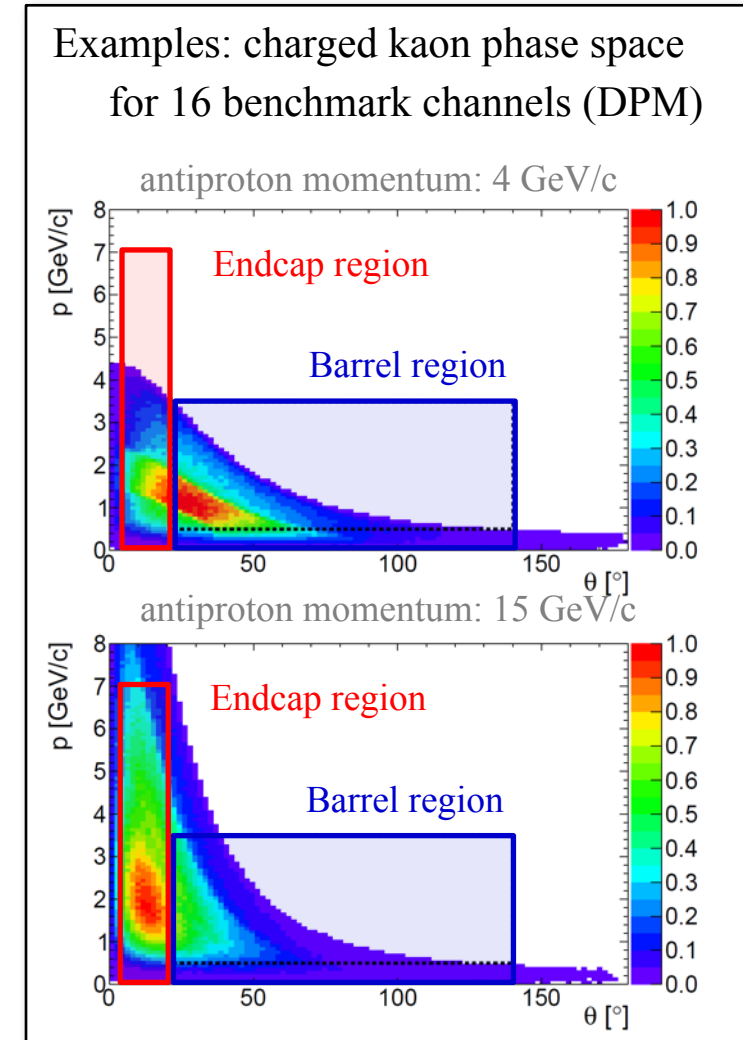 Examples: charged kaon phase space
for 16 benchmark channels (DPM)
antiproton momentum: 4 GeV/c
p [GeV/c]
8
7
6
5
4
3
2
1
0
Endcap region
Barrel region
0 50 100 150
θ [°]
1.0
0.9
0.8
0.7
0.6
0.5
0.4
0.3
0.2
0.1
0.0
antiproton momentum: 15 GeV/c
p [GeV/c]
8
7
6
5
4
3
2
1
0
Endcap region
Barrel region
0 50 100 150
θ [°]
1.0
0.9
0.8
0.7
0.6
0.5
0.4
0.3
0.2
0.1
0.0